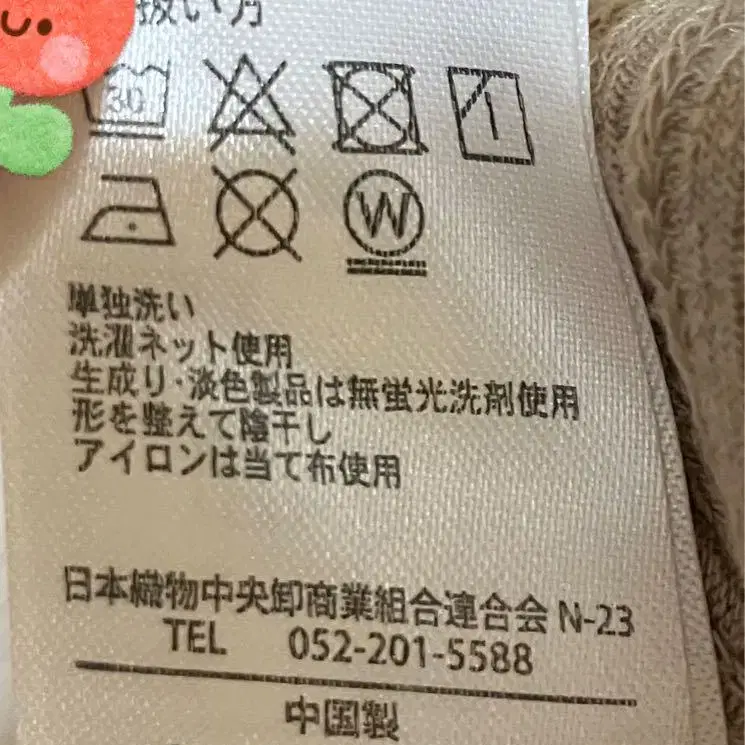 扱い方
30
W
単独洗い
洗濯ネット使用
生成り・淡色製品は無蛍光洗剤使用
形を整えて陰干し
アイロンは当て布使用
日本織物中央卸商業組合連合会 N-23
TEL 052-201-5588
中国製